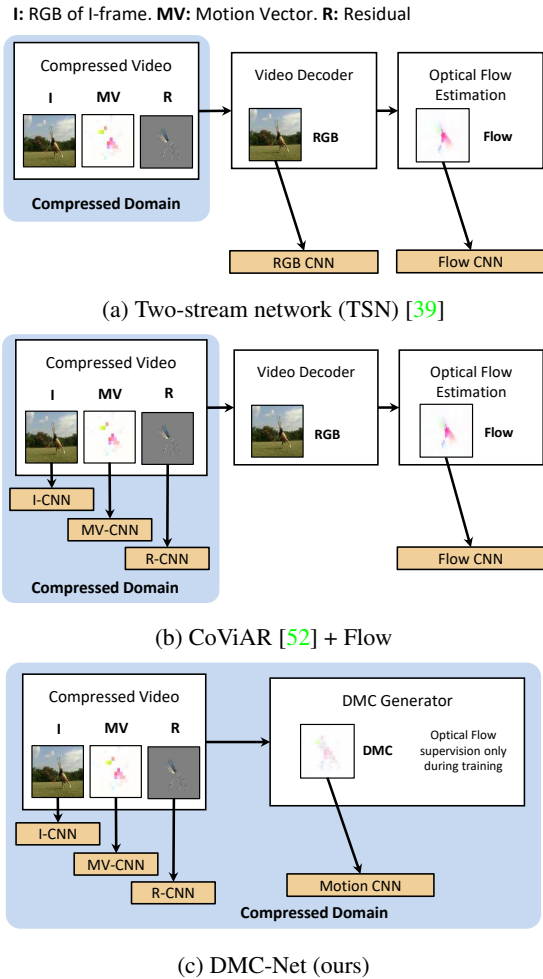 I: RGB of I-frame. MV: Motion Vector. R: Residual
Compressed Video
I MV R
Compressed Domain
Video Decoder
RGB
Optical Flow
Estimation
Flow
RGB CNN
Flow CNN
(a) Two-stream network (TSN) [39]
Compressed Video
I MV R
I-CNN
MV-CNN
R-CNN
Compressed Domain
Video Decoder
RGB
Optical Flow
Estimation
Flow
Flow CNN
(b) CoViAR [52] + Flow
Compressed Video
I MV R
I-CNN
MV-CNN
R-CNN
DMC Generator
DMC
Optical Flow
supervision only
during training
Motion CNN
Compressed Domain
(c) DMC-Net (ours)